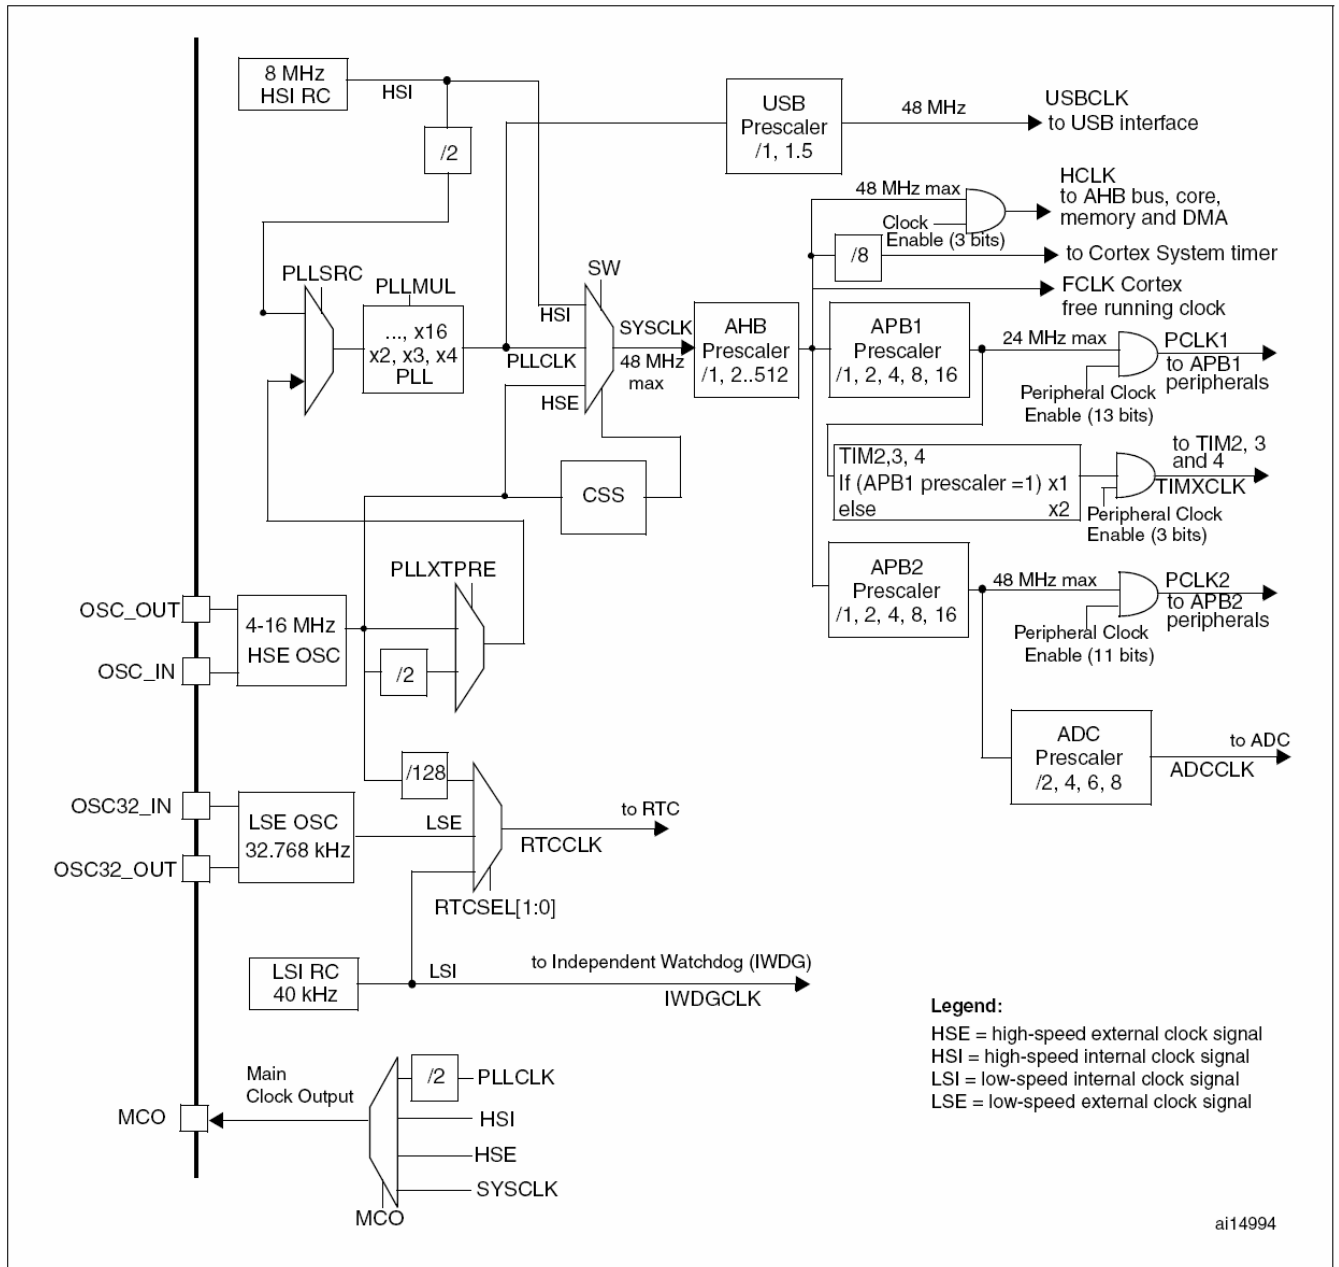 8 MHz
HSI RC
HSI
/2
USB
Prescaler
/1, 1.5
48 MHz
USBCLK
to USB interface
48 MHz max
HCLK
to AHB bus, core,
memory and DMA
Clock
Enable (3 bits)
/8
to Cortex System timer
FCLK Cortex
free running clock
PLLSRC
PLLMUL
..., x16
x2, x3, x4
PLL
SW
HSI
PLLCLK
HSE
SYSCLK
48 MHz
max
AHB
Prescaler
/1, 2..512
APB1
Prescaler
/1, 2, 4, 8, 16
24 MHz max
PCLK1
to APB1
peripherals
Peripheral Clock
Enable (13 bits)
TIM2,3, 4
If (APB1 prescaler =1) x1
else x2
to TIM2, 3
and 4
TIMXCLK
Peripheral Clock
Enable (3 bits)
CSS
PLLXTPRE
OSC_OUT
OSC_IN
4-16 MHz
HSE OSC
/2
APB2
Prescaler
/1, 2, 4, 8, 16
48 MHz max
PCLK2
to APB2
peripherals
Peripheral Clock
Enable (11 bits)
ADC
Prescaler
/2, 4, 6, 8
to ADC
ADCCLK
/128
OSC32_IN
OSC32_OUT
LSE OSC
32.768 kHz
LSE
to RTC
RTCCLK
RTCSEL[1:0]
LSI RC
40 kHz
LSI
to Independent Watchdog (IWDG)
IWDGCLK
Legend:
HSE = high-speed external clock signal
HSI = high-speed internal clock signal
LSI = low-speed internal clock signal
LSE = low-speed external clock signal
Main
Clock Output
MCO
/2
PLLCLK
HSI
HSE
SYSCLK
MCO
ai14994